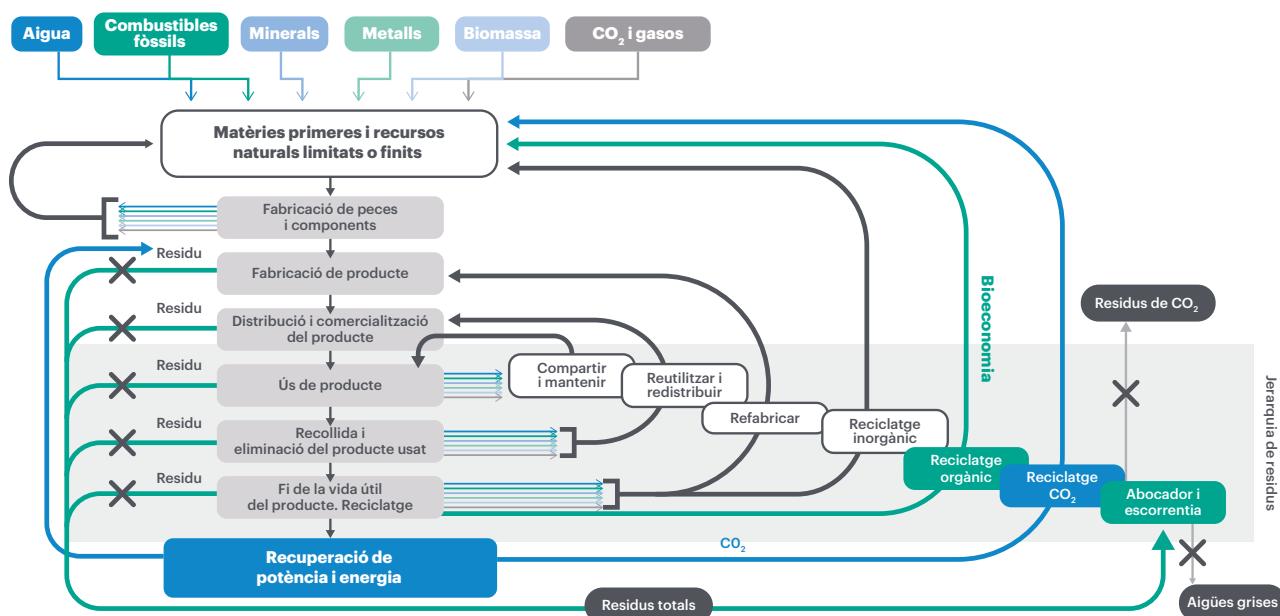 Aigua
Combustibles
fòssils
Minerals
Metalls
Biomassa
CO₂ i gasos
Matèries primeres i recursos
naturals limitats o finits
Fabricació de peces
i components
Residu
Fabricació de producte
Residu
Distribució i comercialització
del producte
Residu
Ús de producte
Residu
Recollida i
eliminació del producte usat
Residu
Fi de la vida útil
del producte. Reciclatge
Recuperació de
potència i energia
Compartir
i mantenir
Reutilitzar i
redistribuir
Refabricar
Reciclatge
inorgànic
Reciclatge
orgànic
Reciclatge
CO₂
Abocador i
escorrentia
Bioeconomia
Residus de CO₂
Jerarquia de residus
CO₂
Residus totals
Aigües grises